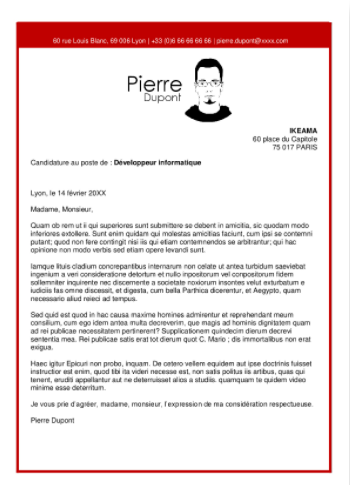 60 rue Louis Blanc, 69 006 Lyon | +33 (0)6 66 66 66 66 | pierre.dupont@xxxx.com
Pierre
Dupont
IKEAMA
60 place du Capitole
75 017 PARIS
Candidature au poste de : Développeur informatique
Lyon, le 14 février 20XX
Madame, Monsieur,
Quam ob rem ut ii qui superiores sunt submittere se debent in amicitia, sic quodam modo
inferiores extollere. Sunt enim quidam qui molestas amicitias faciunt, cum ipsi se contemni
putant; quod non fere contingit nisi iis qui etiam contemnendos se arbitrantur; qui hac
opinione non modo verbis sed etiam opere levandi sunt.
Iamque lituis cladium concrepantibus internarum non celate ut antea turbidum saeviebat
ingenium a veri consideratione detortum et nullo inpositorum vel conpositorum fidem
sollemniter inquirente nec discernente a societate noxiorum insontes velut exturbatum e
iudiciis fas omne discessit, et
digesta, cum bella Parthica dicerentur, et Aegypto, quam
necessario aliud reieci ad tempus.
Sed quid est quod in hac causa maxime homines admirentur et reprehendant meum
consilium, cum ego idem antea multa decreverim, que magis ad hominis dignitatem quam
ad rei publicae necessitatem pertinerent? Supplicationem quindecim dierum decrevi
sententia mea. Rei publicae satis erat tot dierum quot C. Mario ; dis immortalibus non erat
exigua.
Haec igitur Epicuri non probo, inquam. De cetero vellem equidem aut ipse doctrinis fuisset
instructior est enim, quod tibi ita videri necesse est, non satis politus iis artibus, quas qui
tenent, eruditi appellantur aut ne deterruisset alios a studiis. quamquam te quidem video
minime esse deterritum.
Je vous prie d'agréer, madame, monsieur, l'expression de ma considération respectueuse.
Pierre Dupont